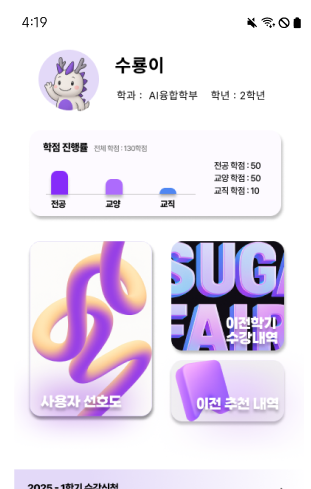 4:19
수룡이
학과 : AI융합학부 학년 : 2학년
학점 진행률 전체 학점 : 130학점
전공 학점 : 50
교양 학점 : 50
교직 학점 : 10
전공 교양 교직
SUGA
FAIR
이전학기
수강내역
사용자 선호도
이전 추천 내역
2025 - 1학기 수강신청